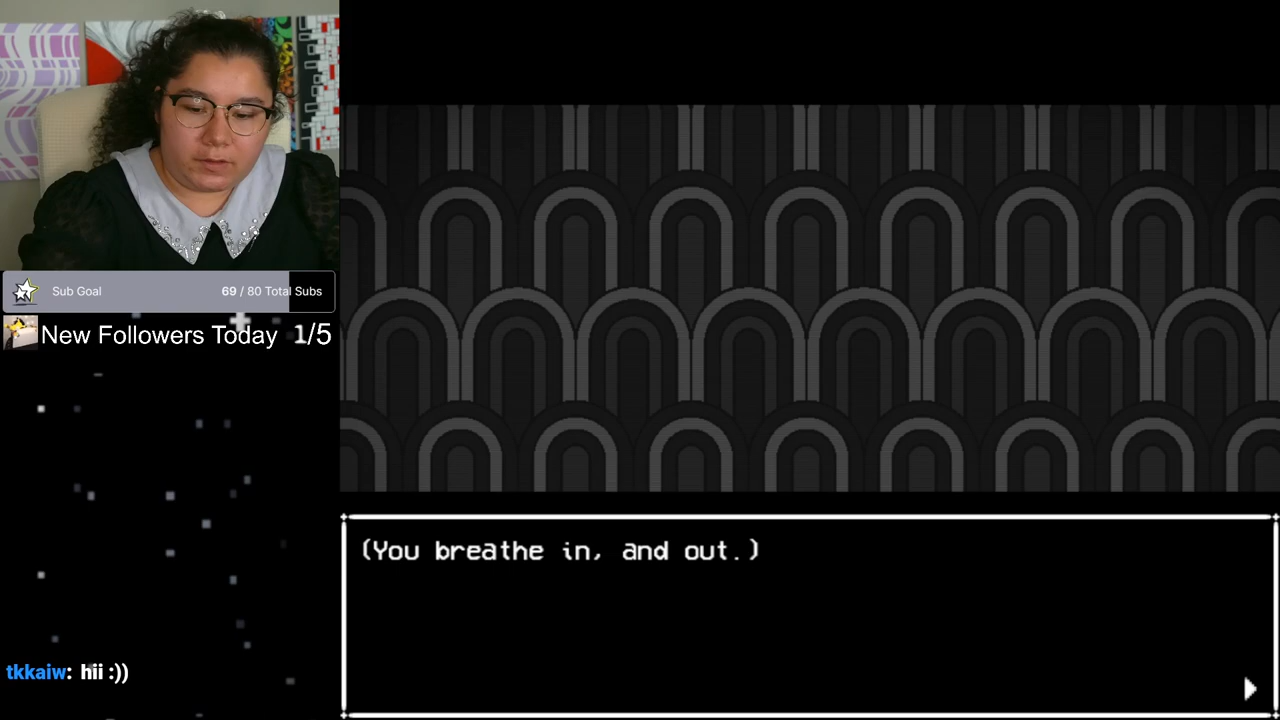 Sub Goal 69 / 80 Total Subs
New Followers Today 1/5
tkkaiw: hii :))
(You breathe in, and out.)